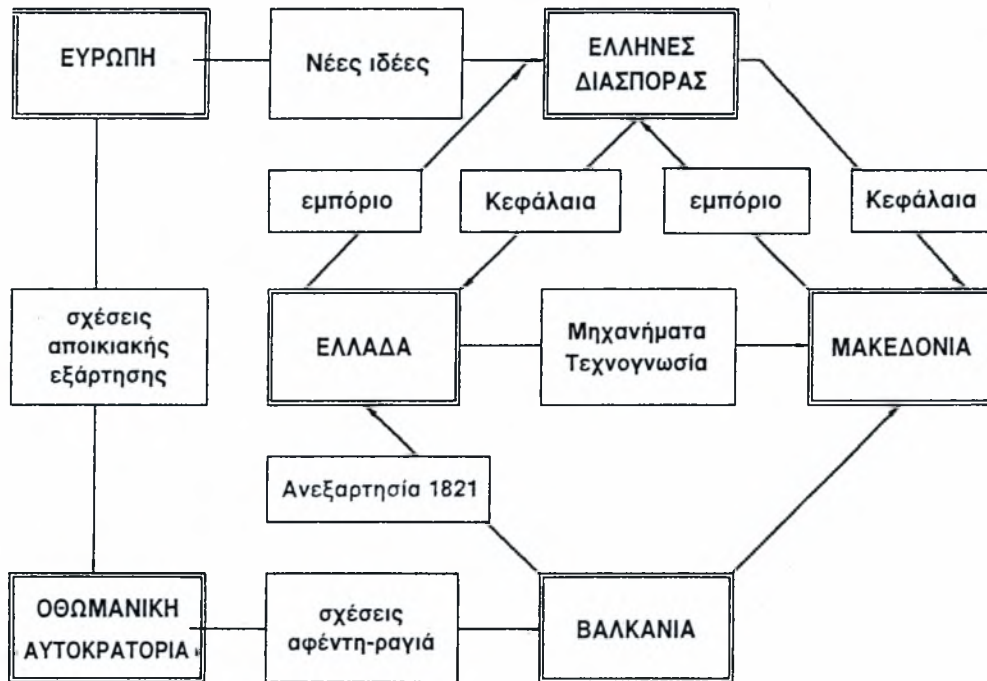 ΕΥΡΩΠΗ
Νέες ιδέες
ΕΛΛΗΝΕΣ
ΔΙΑΣΠΟΡΑΣ
εμπόριο
Κεφάλαια
εμπόριο
Κεφάλαια
σχέσεις
αποικιακής
εξάρτησης
ΕΛΛΑΔΑ
Μηχανήματα
Τεχνογνωσία
ΜΑΚΕΔΟΝΙΑ
Ανεξαρτησία 1821
ΟΘΩΜΑΝΙΚΗ
ΑΥΤΟΚΡΑΤΟΡΙΑ
σχέσεις
αφέντη-ραγιά
ΒΑΛΚΑΝΙΑ